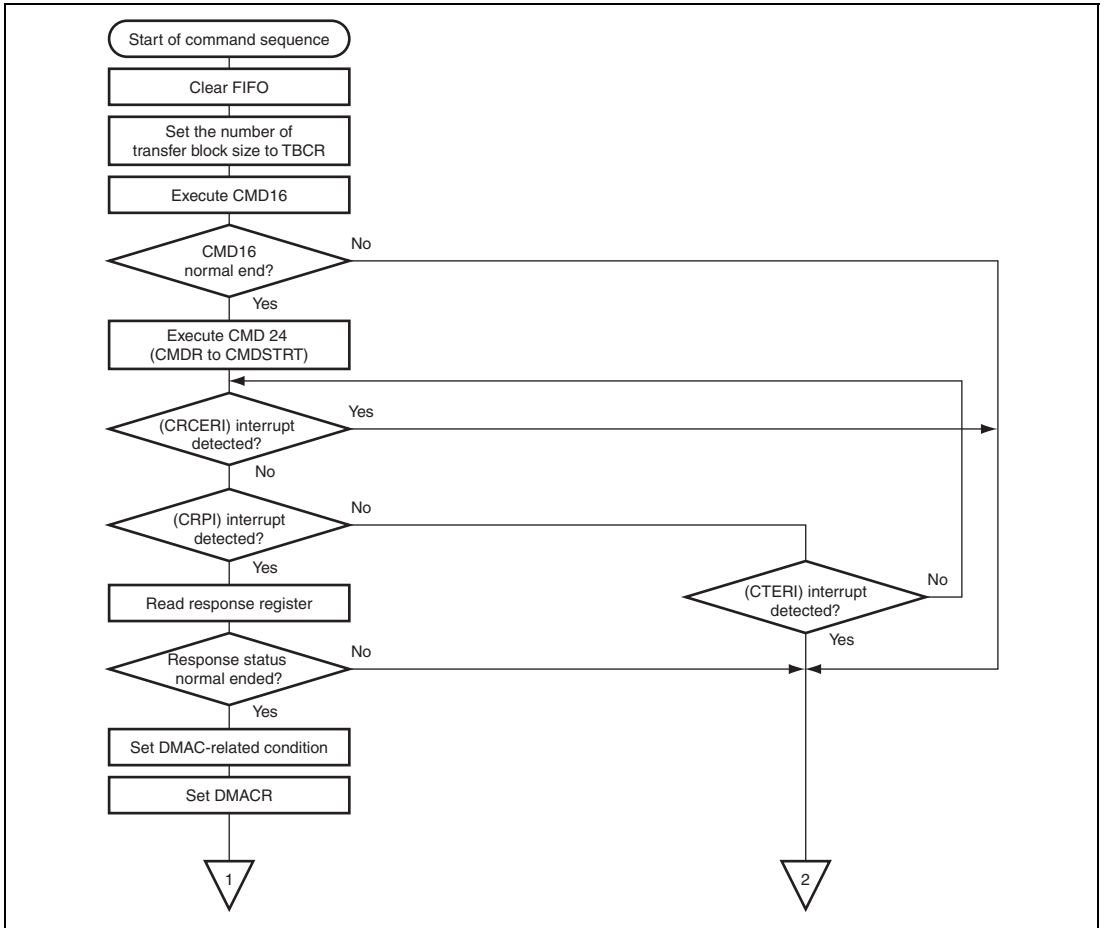 Start of command sequence
Clear FIFO
Set the number of
transfer block size to TBCR
Execute CMD16
CMD16
normal end?
No
Yes
Execute CMD 24
(CMDR to CMDSTRT)
(CRCERI) interrupt
detected?
Yes
No
(CRPI) interrupt
detected?
No
Yes
(CTERI) interrupt
detected?
No
Yes
Read response register
Response status
normal ended?
No
Yes
Set DMAC-related condition
Set DMACR
1
2